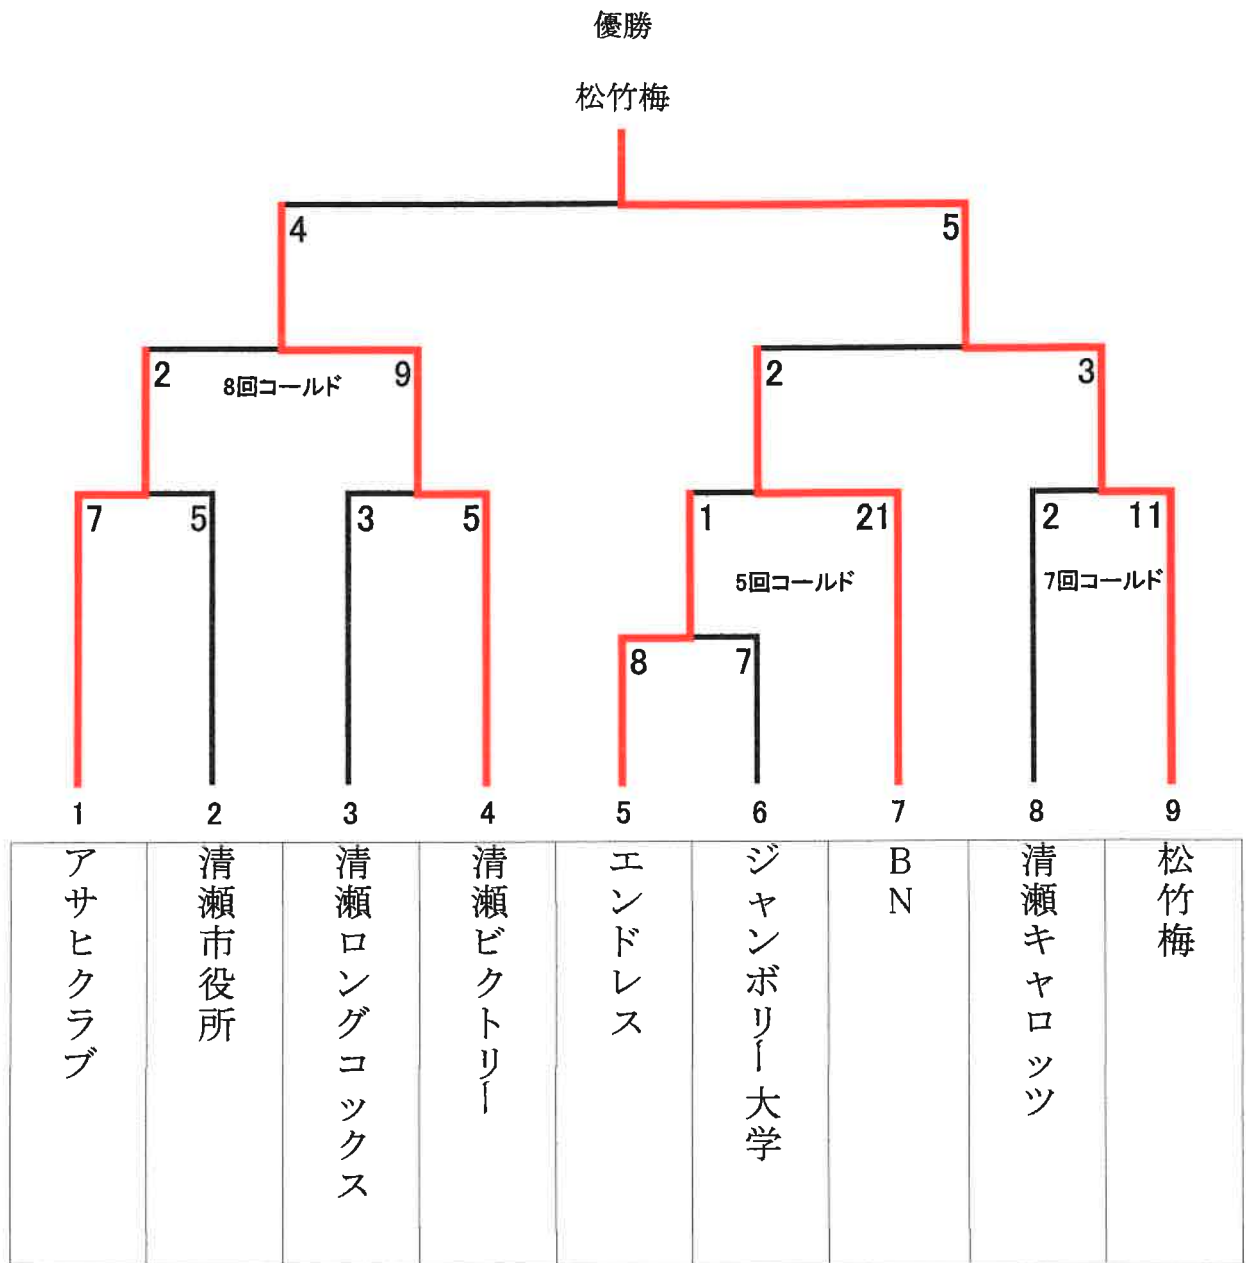 優勝
松竹梅
4 5
2 8回コールド 9 2 3
7 5 3 5 1 21 2 11
5回コールド 7回コールド
8 7
1 2 3 4 5 6 7 8 9
アサヒクラブ
清瀬市役所
清瀬ロングコックス
清瀬ビクトリー
エンドレス
ジャンボリー大学
BN
清瀬キャロッツ
松竹梅